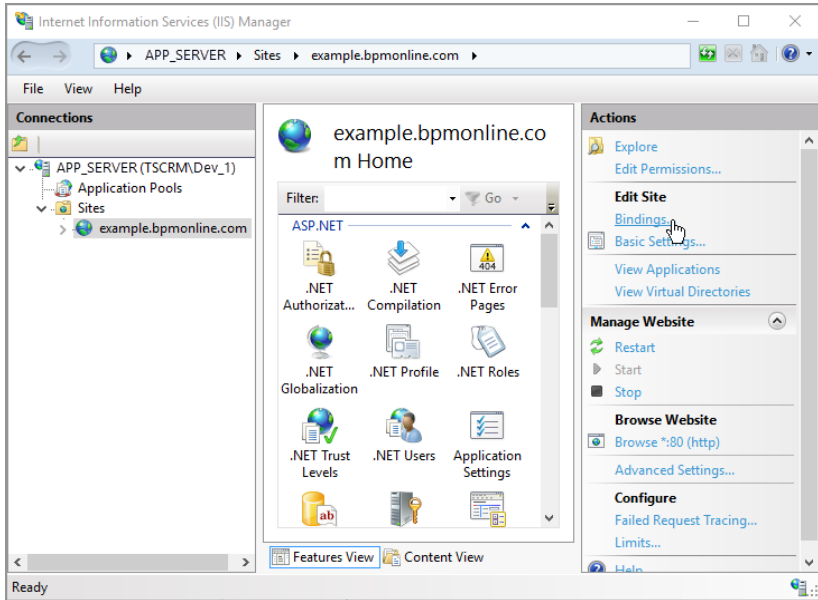 Internet Information Services (IIS) Manager
APP_SERVER Sites example.bpmonline.com
File View Help
Connections
APP_SERVER (TSCRM\Dev_1)
Application Pools
Sites
example.bpmonline.com
example.bpmonline.co
m Home
Filter: Go
ASP.NET
.NET
Authorizat...
.NET
Compilation
.NET Error
Pages
404
.NET
Globalization
.NET Profile
.NET Roles
.NET Trust
Levels
.NET Users
Application
Settings
ab
Features View Content View
Actions
Explore
Edit Permissions...
Edit Site
Bindings...
Basic Settings...
View Applications
View Virtual Directories
Manage Website
Restart
Start
Stop
Browse Website
Browse *:80 (http)
Advanced Settings...
Configure
Failed Request Tracing...
Limits...
Help
Ready